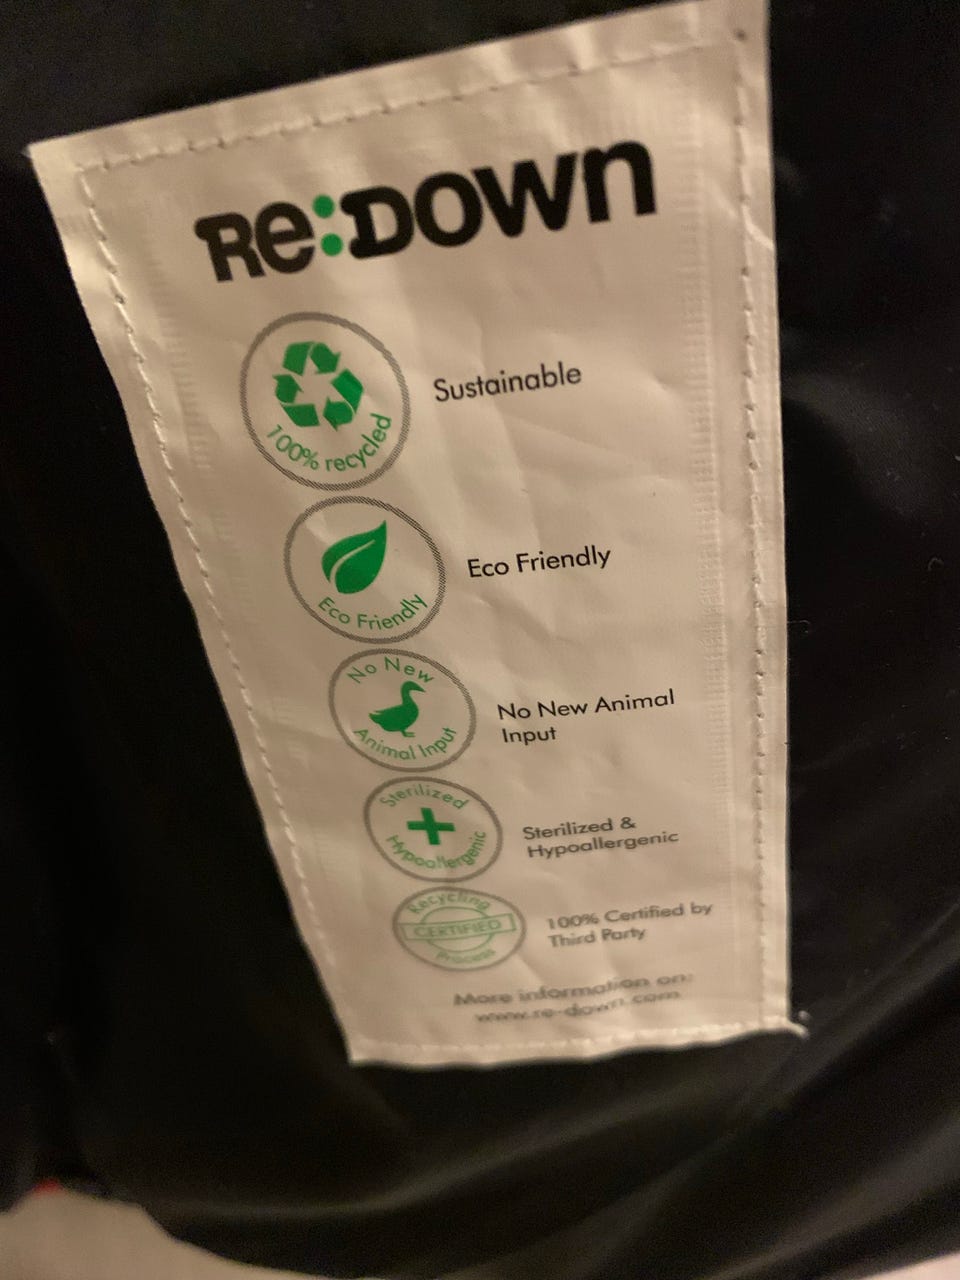 Re:DOWN
100% recycled
Sustainable
Eco Friendly
Eco Friendly
No New
Animal Input
No New Animal
Input
Sterilized
Hypoallergenic
Sterilized &
Hypoallergenic
Recycling
CERTIFIED
Process
100% Certified by
Third Party
More information on:
www.re-down.com